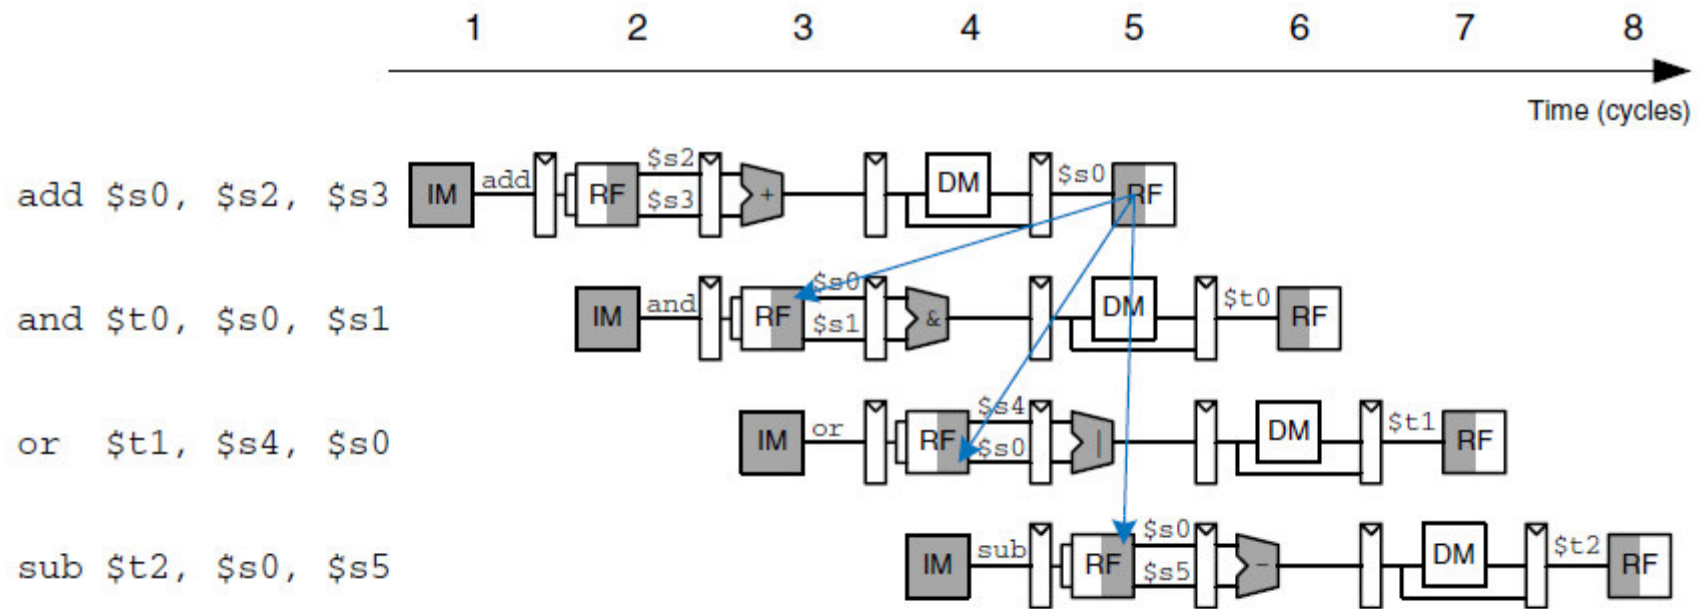 1 2 3 4 5 6 7 8
Time (cycles)
add $s0, $s2, $s3 IM add RF $s2 $s3 + DM $s0 RF
and $t0, $s0, $s1 IM and RF $s0 $s1 & DM $t0 RF
or $t1, $s4, $s0 IM or RF $s4 $s0 | DM $t1 RF
sub $t2, $s0, $s5 IM sub RF $s0 $s5 - DM $t2 RF